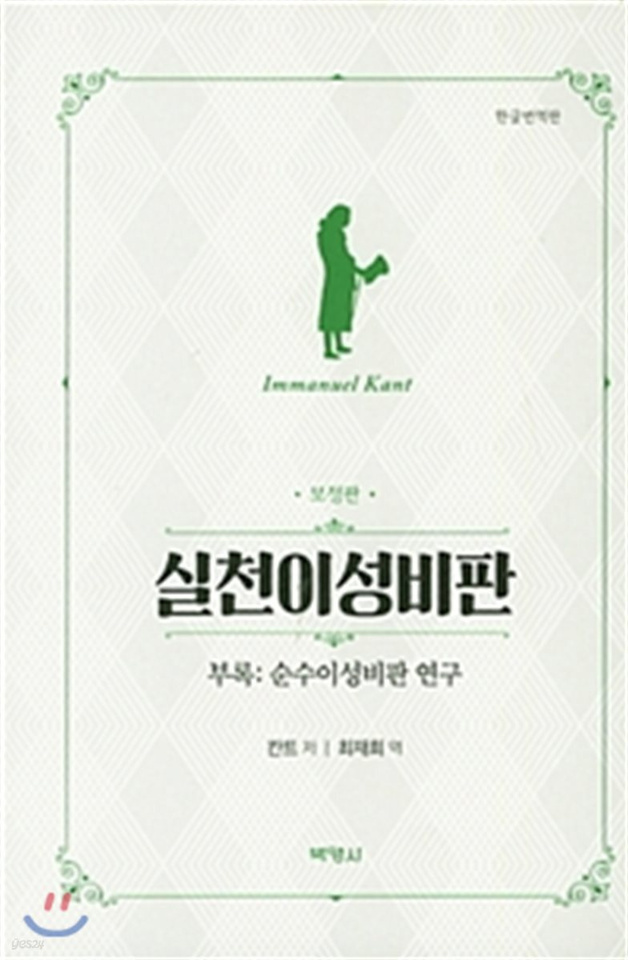 한글번역판
Immanuel Kant
• 보정판 •
실천이성비판
부록: 순수이성비판 연구
칸트 저 | 최재희 역
박영사
yes24